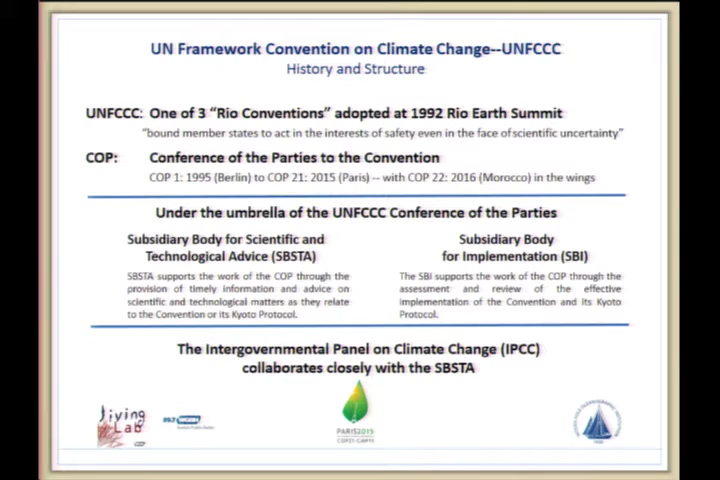 UN Framework Convention on Climate Change--UNFCCC
History and Structure
UNFCCC: One of 3 “Rio Conventions” adopted at 1992 Rio Earth Summit
“bound member states to act in the interests of safety even in the face of scientific uncertainty”
COP: Conference of the Parties to the Convention
COP 1: 1995 (Berlin) to COP 21: 2015 (Paris) -- with COP 22: 2016 (Morocco) in the wings
Under the umbrella of the UNFCCC Conference of the Parties
Subsidiary Body for Scientific and
Technological Advice (SBSTA)
SBSTA supports the work of the COP through the
provision of timely information and advice on
scientific and technological matters as they relate
to the Convention or its Kyoto Protocol.
Subsidiary Body
for Implementation (SBI)
The SBI supports the work of the COP through the
assessment and review of the effective
implementation of the Convention and its Kyoto
Protocol.
The Intergovernmental Panel on Climate Change (IPCC)
collaborates closely with the SBSTA
living
Lab
PARIS2015
COP21·CMP11